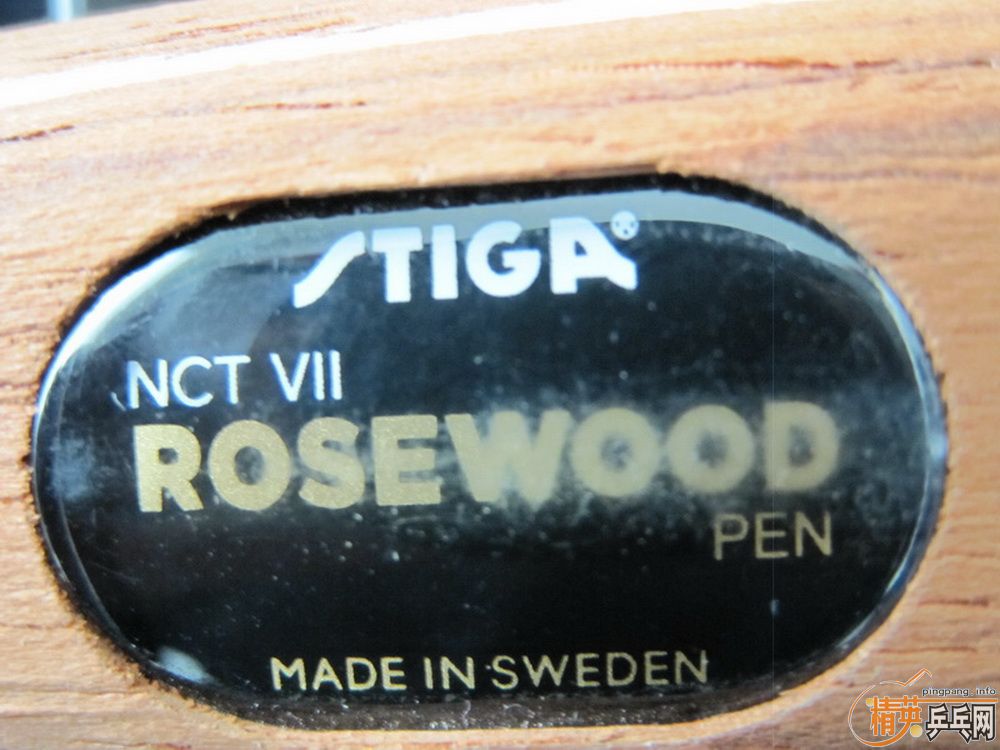 STIGA®
NCT VII
ROSEWOOD
PEN
MADE IN SWEDEN
pingpang.info
精英乒乓网